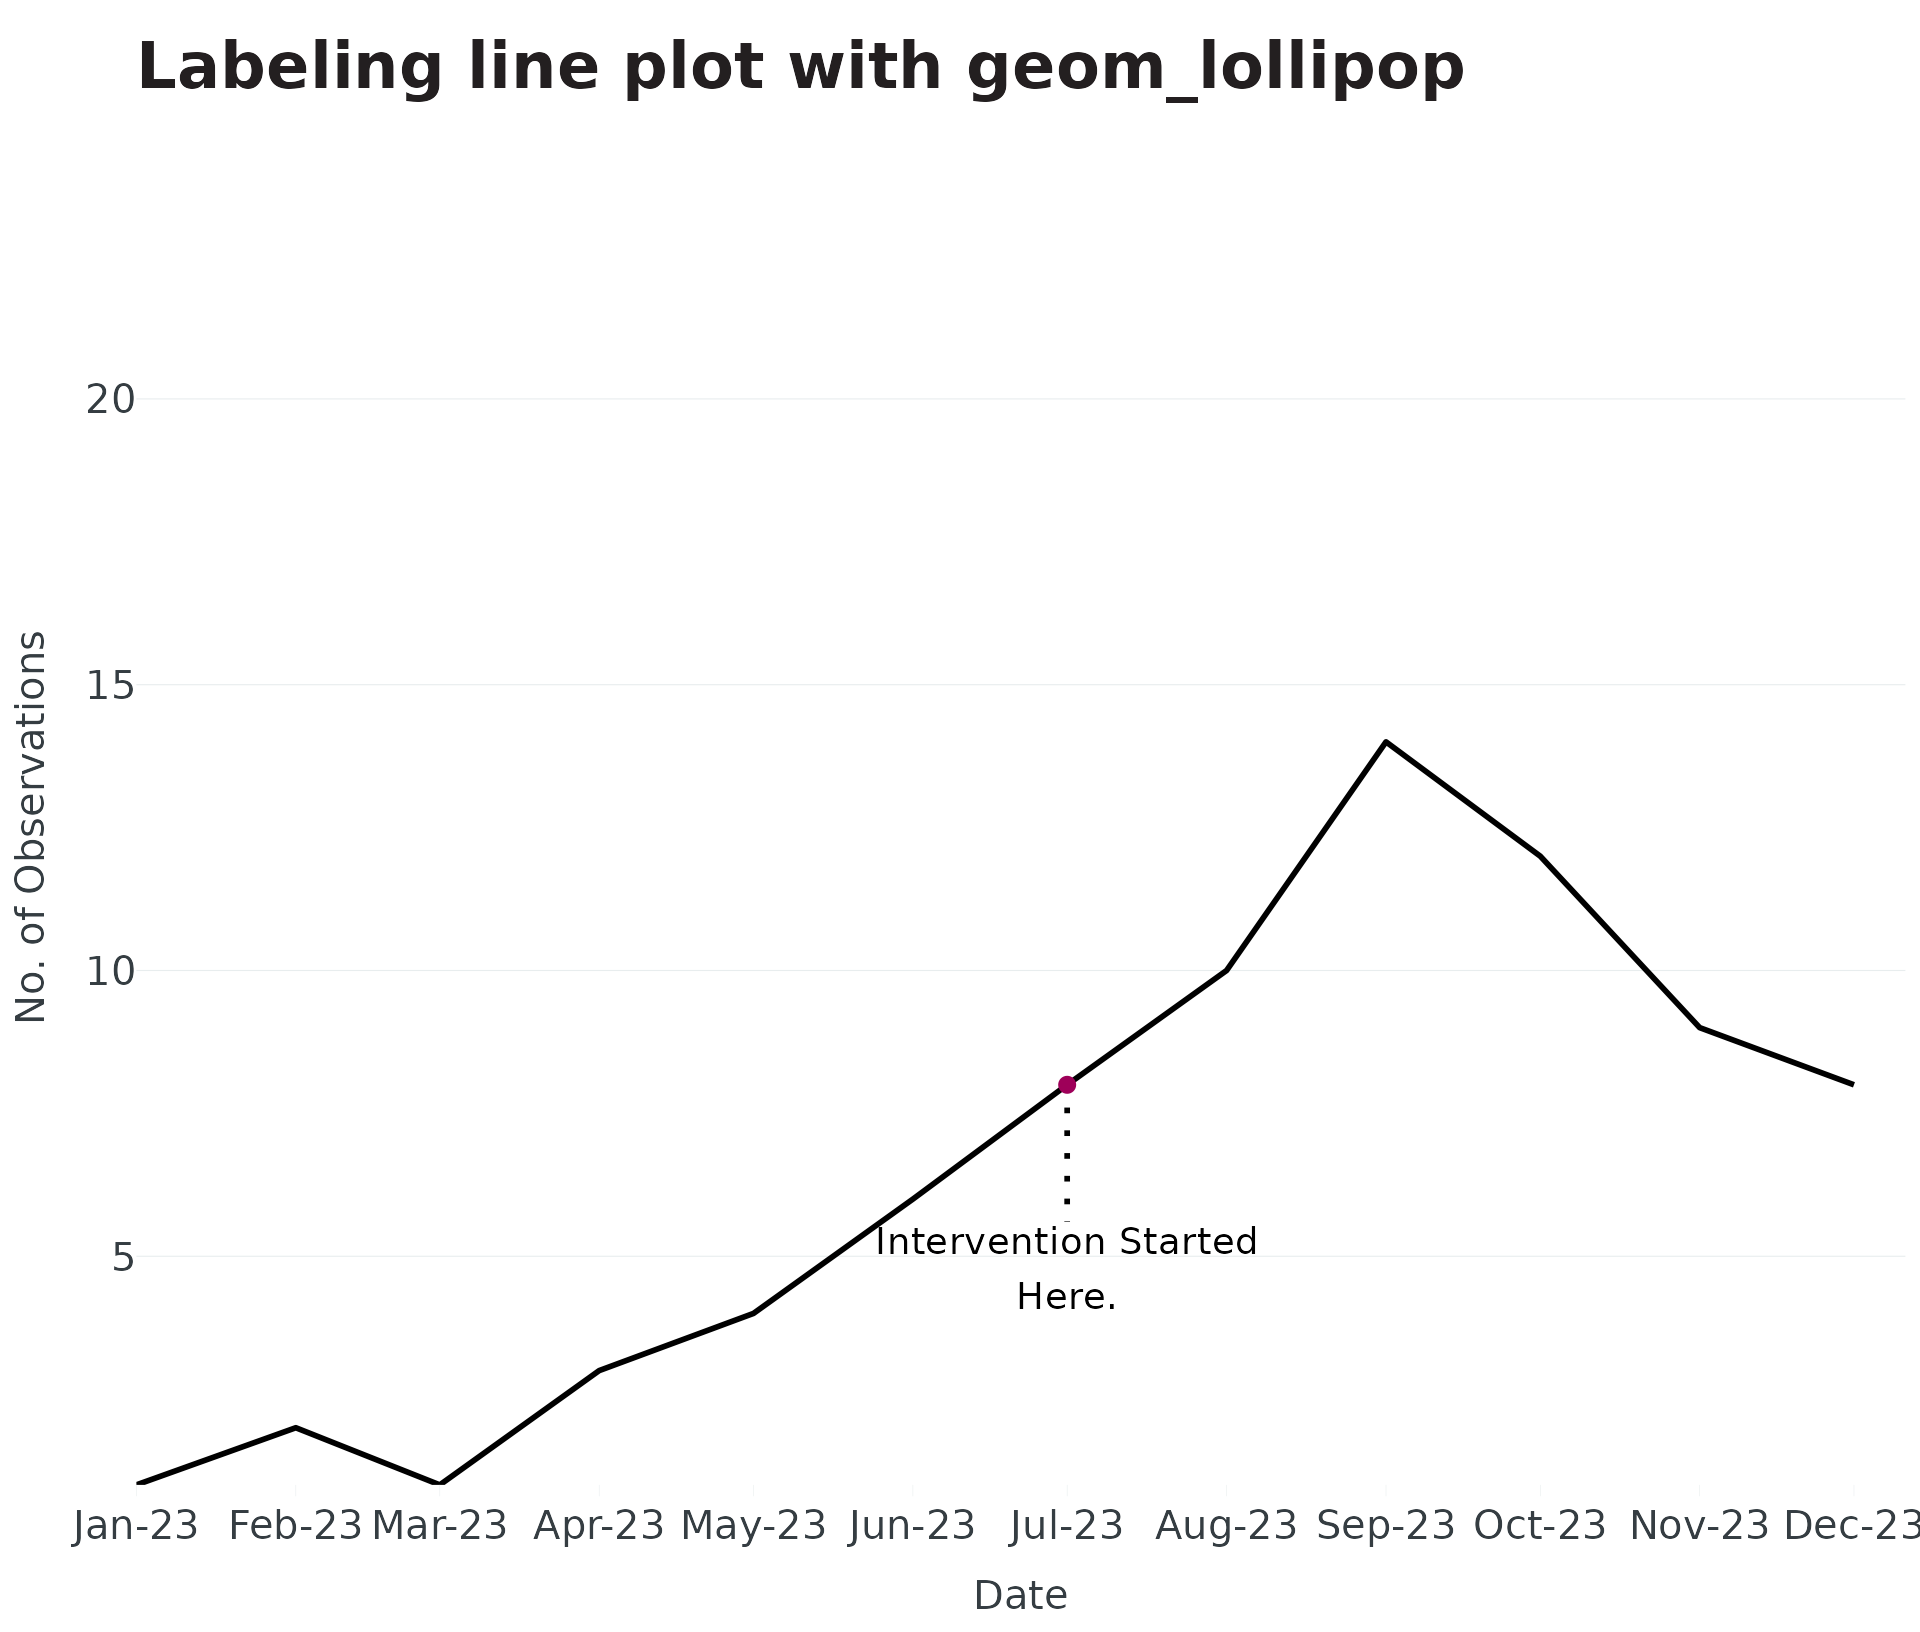 Labeling line plot with geom_lollipop
20
15
10
5
No. of Observations
Intervention Started
Here.
Jan-23 Feb-23 Mar-23 Apr-23 May-23 Jun-23 Jul-23 Aug-23 Sep-23 Oct-23 Nov-23 Dec-23
Date